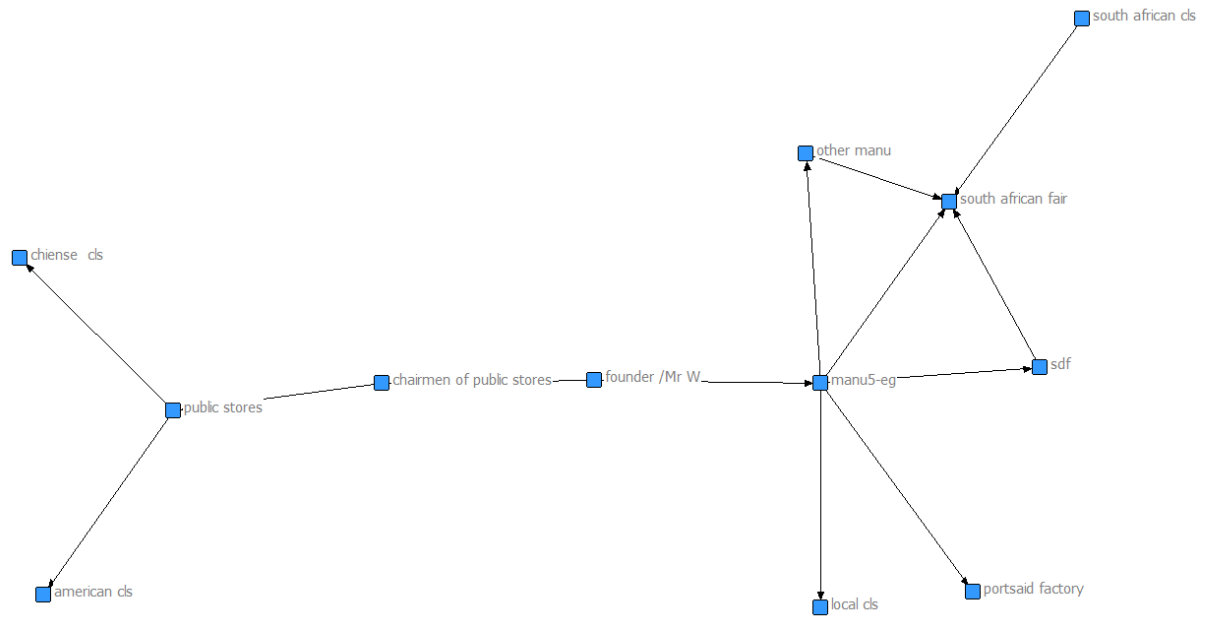 south african cls
other manu
south african fair
chiense  cls
sdf
chairmen of public stores
founder /Mr W
manu5-eg
public stores
american cls
portsaid factory
local cls